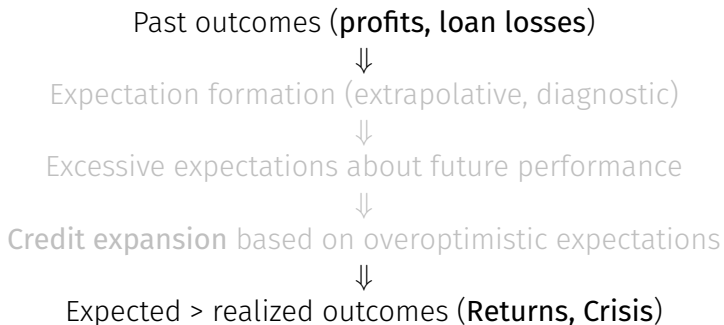 Past outcomes (profits, loan losses)
⇓
Expectation formation (extrapolative, diagnostic)
⇓
Excessive expectations about future performance
⇓
Credit expansion based on overoptimistic expectations
⇓
Expected > realized outcomes (Returns, Crisis)